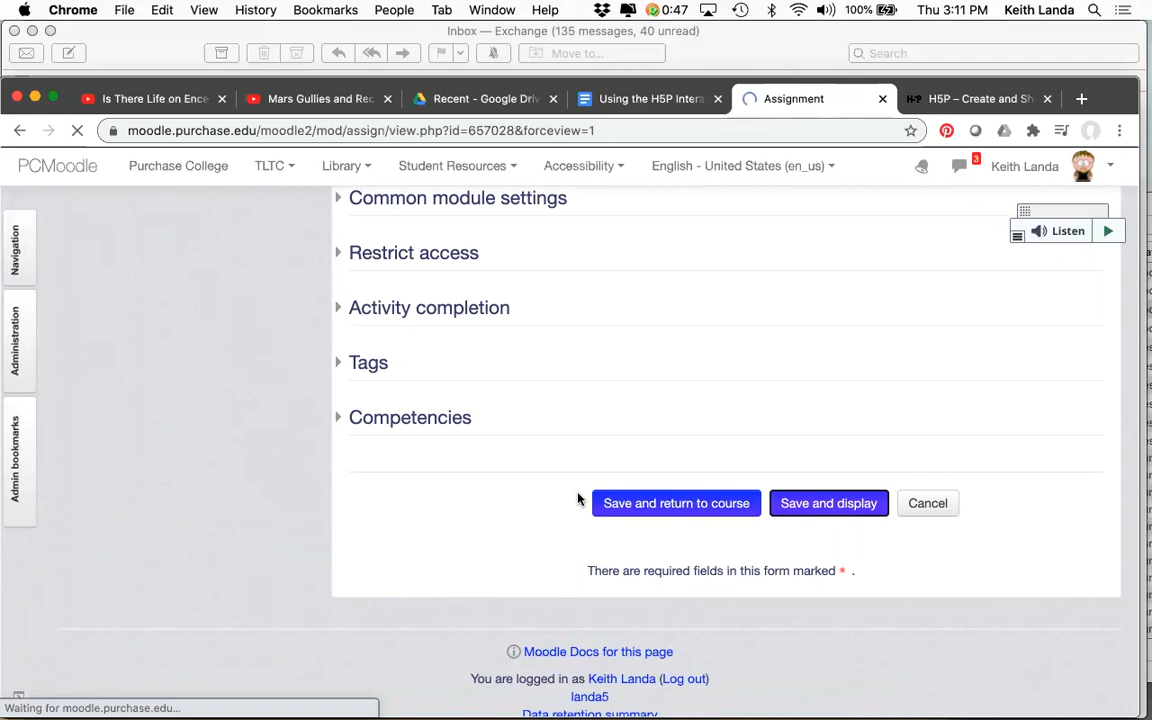 Chrome File Edit View History Bookmarks People Tab Window Help 0:47 100% Thu 3:11 PM Keith Landa
Inbox — Exchange (135 messages, 40 unread)
Move to... Search
Is There Life on Ence Mars Gullies and Rec Recent - Google Driv Using the H5P Intera Assignment H5P – Create and Sh
moodle.purchase.edu/moodle2/mod/assign/view.php?id=657028&forceview=1
PCMoodle Purchase College TLTC Library Student Resources Accessibility English - United States (en_us) 3 Keith Landa
Common module settings
Listen
Navigation
Restrict access
Activity completion
Administration
Tags
Competencies
Admin bookmarks
Save and return to course Save and display Cancel
There are required fields in this form marked * .
Moodle Docs for this page
You are logged in as Keith Landa (Log out)
landa5
Data retention summary
Waiting for moodle.purchase.edu...